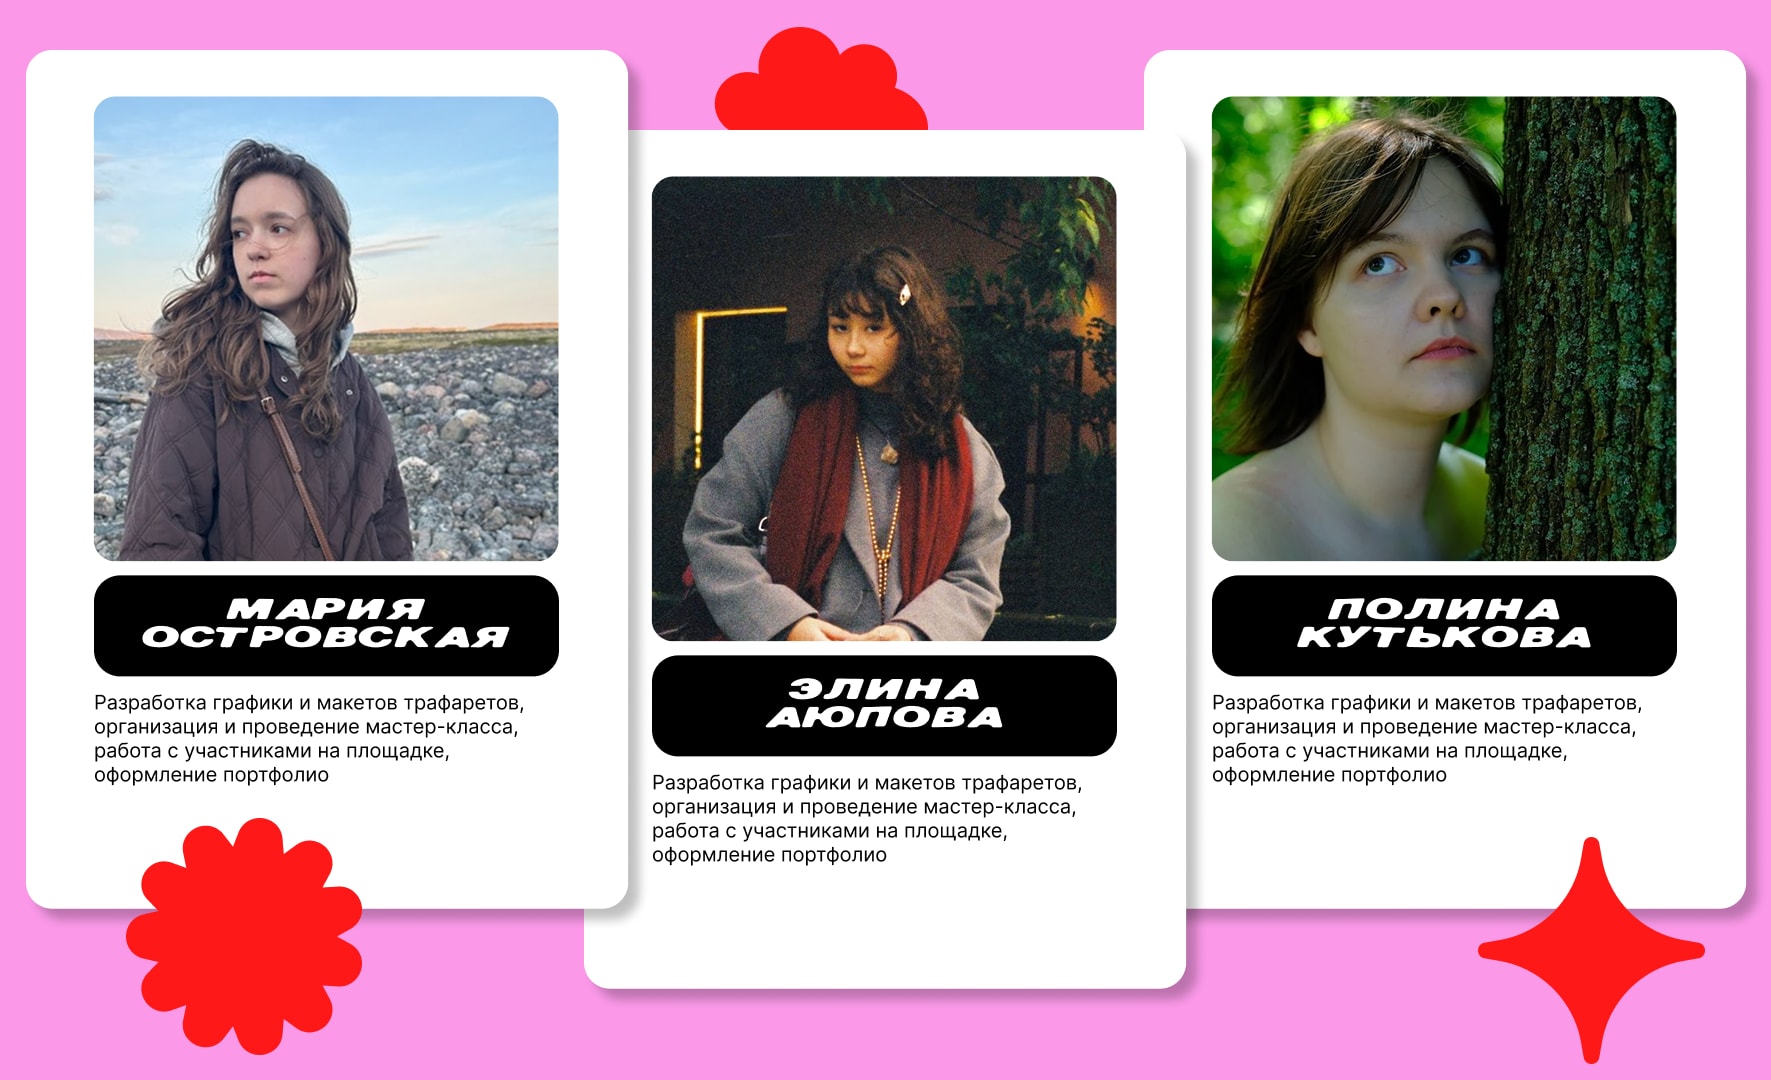 МАРИЯ
ОСТРОВСКАЯ
Разработка графики и макетов трафаретов,
организация и проведение мастер-класса,
работа с участниками на площадке,
оформление портфолио
ЭЛИНА
АЮПОВА
Разработка графики и макетов трафаретов,
организация и проведение мастер-класса,
работа с участниками на площадке,
оформление портфолио
ПОЛИНА
КУТЬКОВА
Разработка графики и макетов трафаретов,
организация и проведение мастер-класса,
работа с участниками на площадке,
оформление портфолио